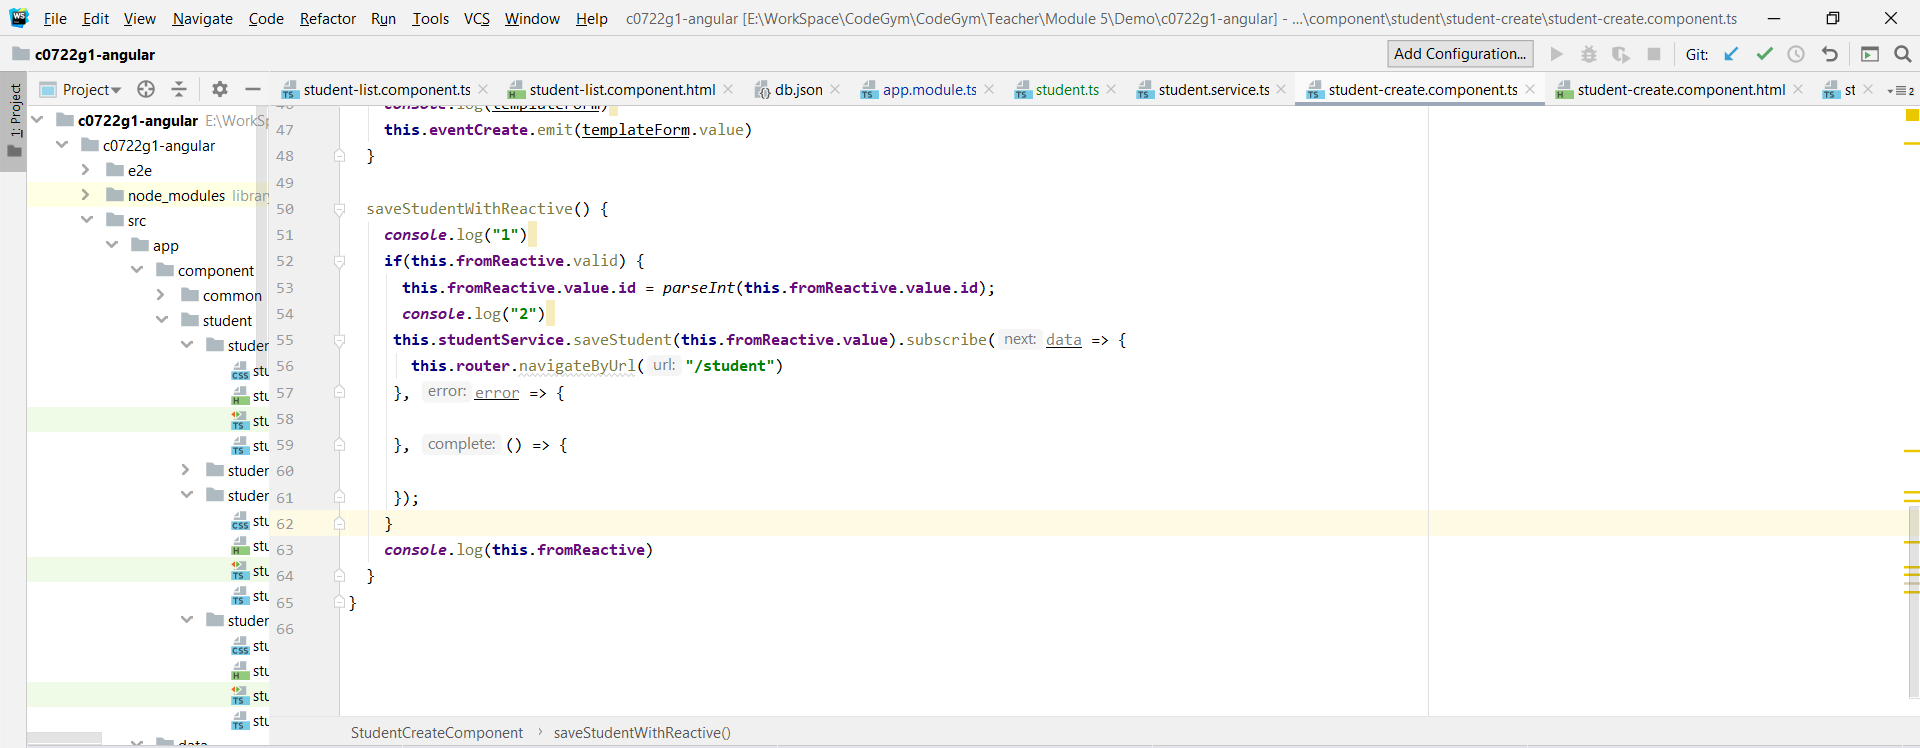 File Edit View Navigate Code Refactor Run Tools VCS Window Help c0722g1-angular [E:\WorkSpace\CodeGym\CodeGym\Teacher\Module 5\Demo\c0722g1-angular] - ...\component\student\student-create\student-create.component.ts
c0722g1-angular Add Configuration... Git:
1: Project
Project student-list.component.ts student-list.component.html db.json app.module.ts student.ts student.service.ts student-create.component.ts student-create.component.html st 2
c0722g1-angular E:\WorkSp
c0722g1-angular
e2e
node_modules librar
src
app
component
common
student
studer
stu
stu
stu
stu
studer
studer
stu
stu
stu
stu
studer
stu
stu
stu
stu
data
46 console.log(templateForm)
47 this.eventCreate.emit(templateForm.value)
48 }
49
50 saveStudentWithReactive() {
51 console.log("1")
52 if(this.fromReactive.valid) {
53 this.fromReactive.value.id = parseInt(this.fromReactive.value.id);
54 console.log("2")
55 this.studentService.saveStudent(this.fromReactive.value).subscribe( next: data => {
56 this.router.navigateByUrl( url: "/student")
57 }, error: error => {
58
59 }, complete: () => {
60
61 });
62 }
63 console.log(this.fromReactive)
64 }
65 }
66
StudentCreateComponent › saveStudentWithReactive()